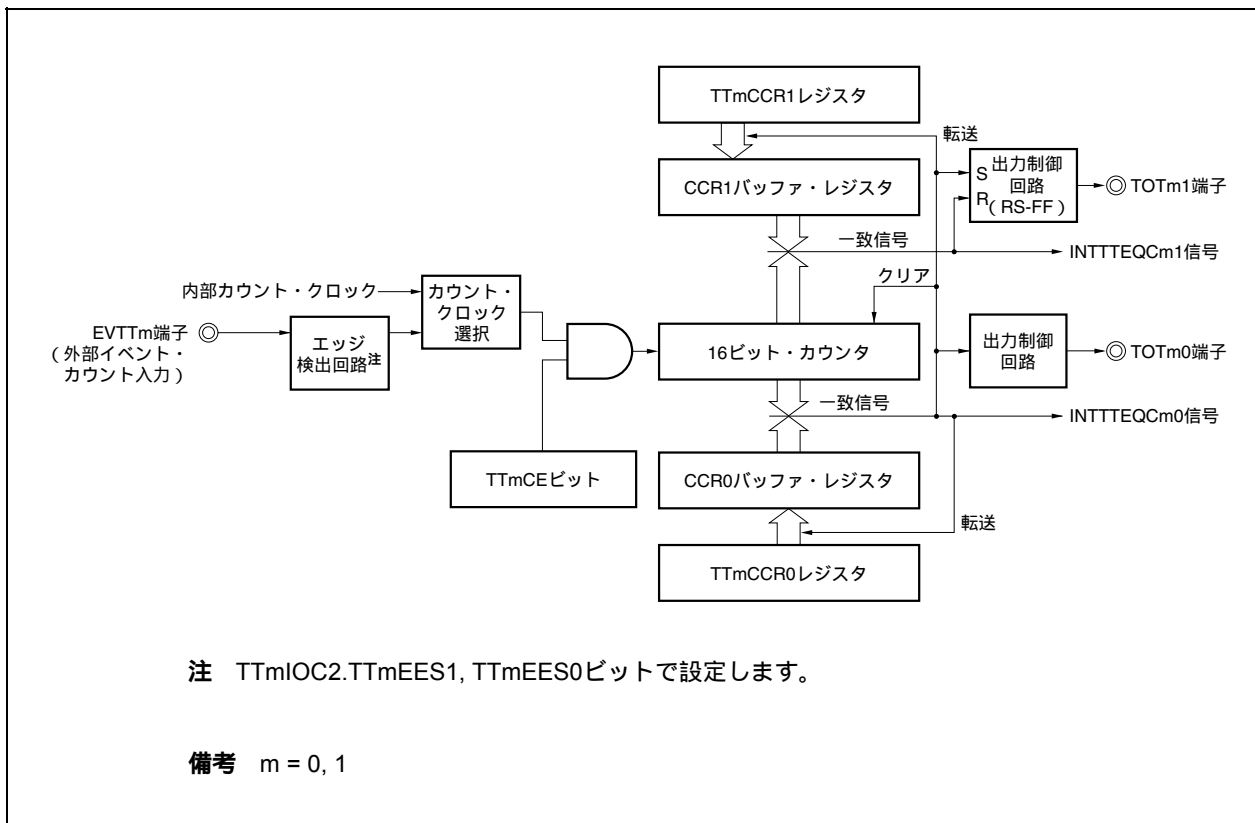 TTmCCR1レジスタ
転送
CCR1バッファ・レジスタ
S 出力制御
回路
R（RS-FF）
TOTm1端子
一致信号
INTTTEQCm1信号
内部カウント・クロック
カウント・
クロック
選択
クリア
EVTTm端子
（外部イベント・
カウント入力）
エッジ
検出回路注
16ビット・カウンタ
出力制御
回路
TOTm0端子
一致信号
INTTTEQCm0信号
TTmCEビット
CCR0バッファ・レジスタ
転送
TTmCCR0レジスタ
注 TTmIOC2.TTmEES1, TTmEES0ビットで設定します。
備考 m = 0, 1